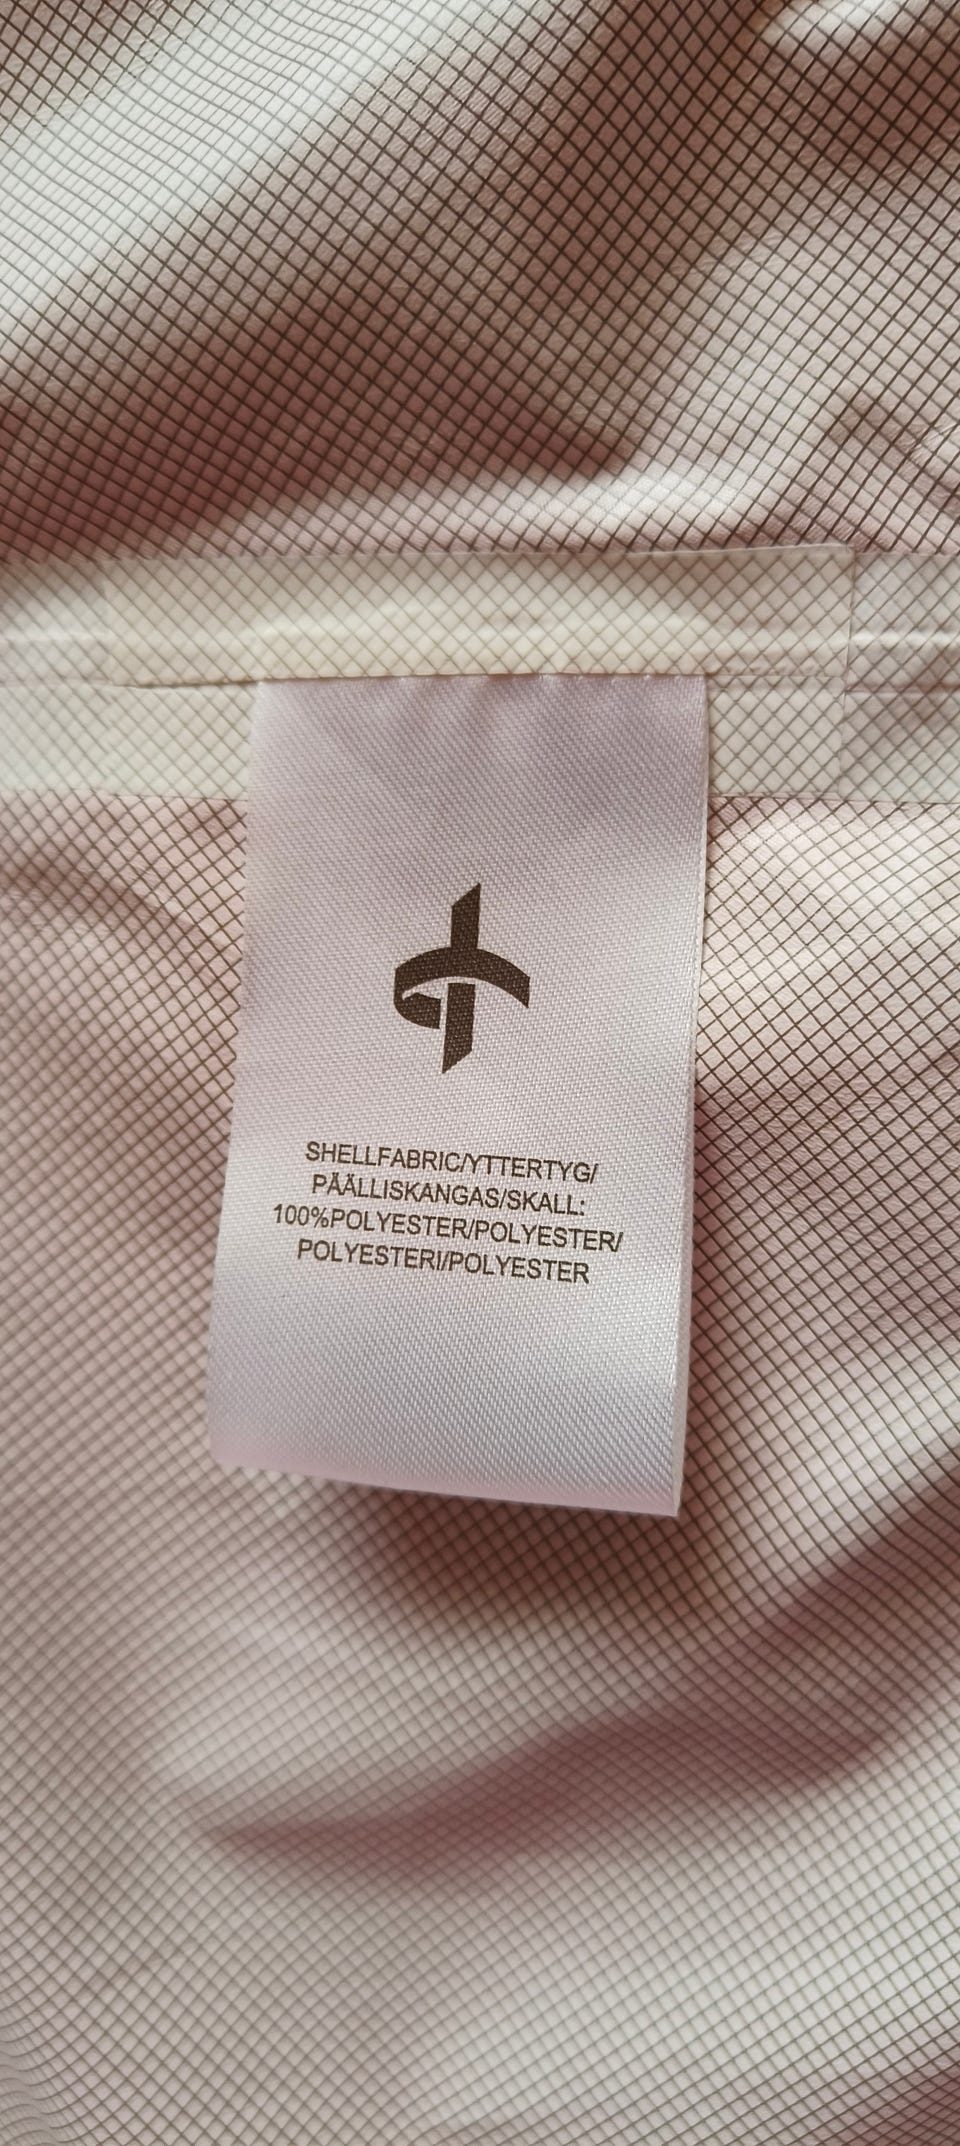 SHELLFABRIC/YTTERTYG/
PÄÄLLISKANGAS/SKALL:
100%POLYESTER/POLYESTER/
POLYESTERI/POLYESTER